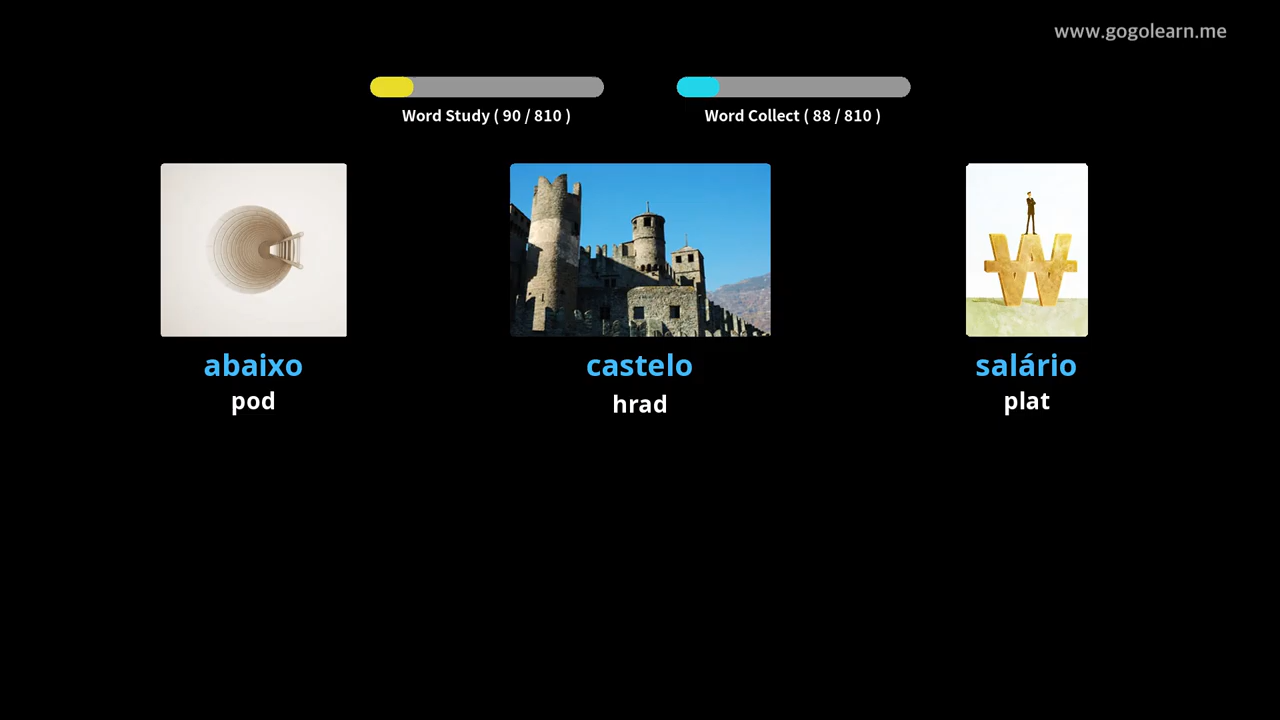 www.gogolearn.me
Word Study ( 90 / 810 )
Word Collect ( 88 / 810 )
abaixo
pod
castelo
hrad
salário
plat